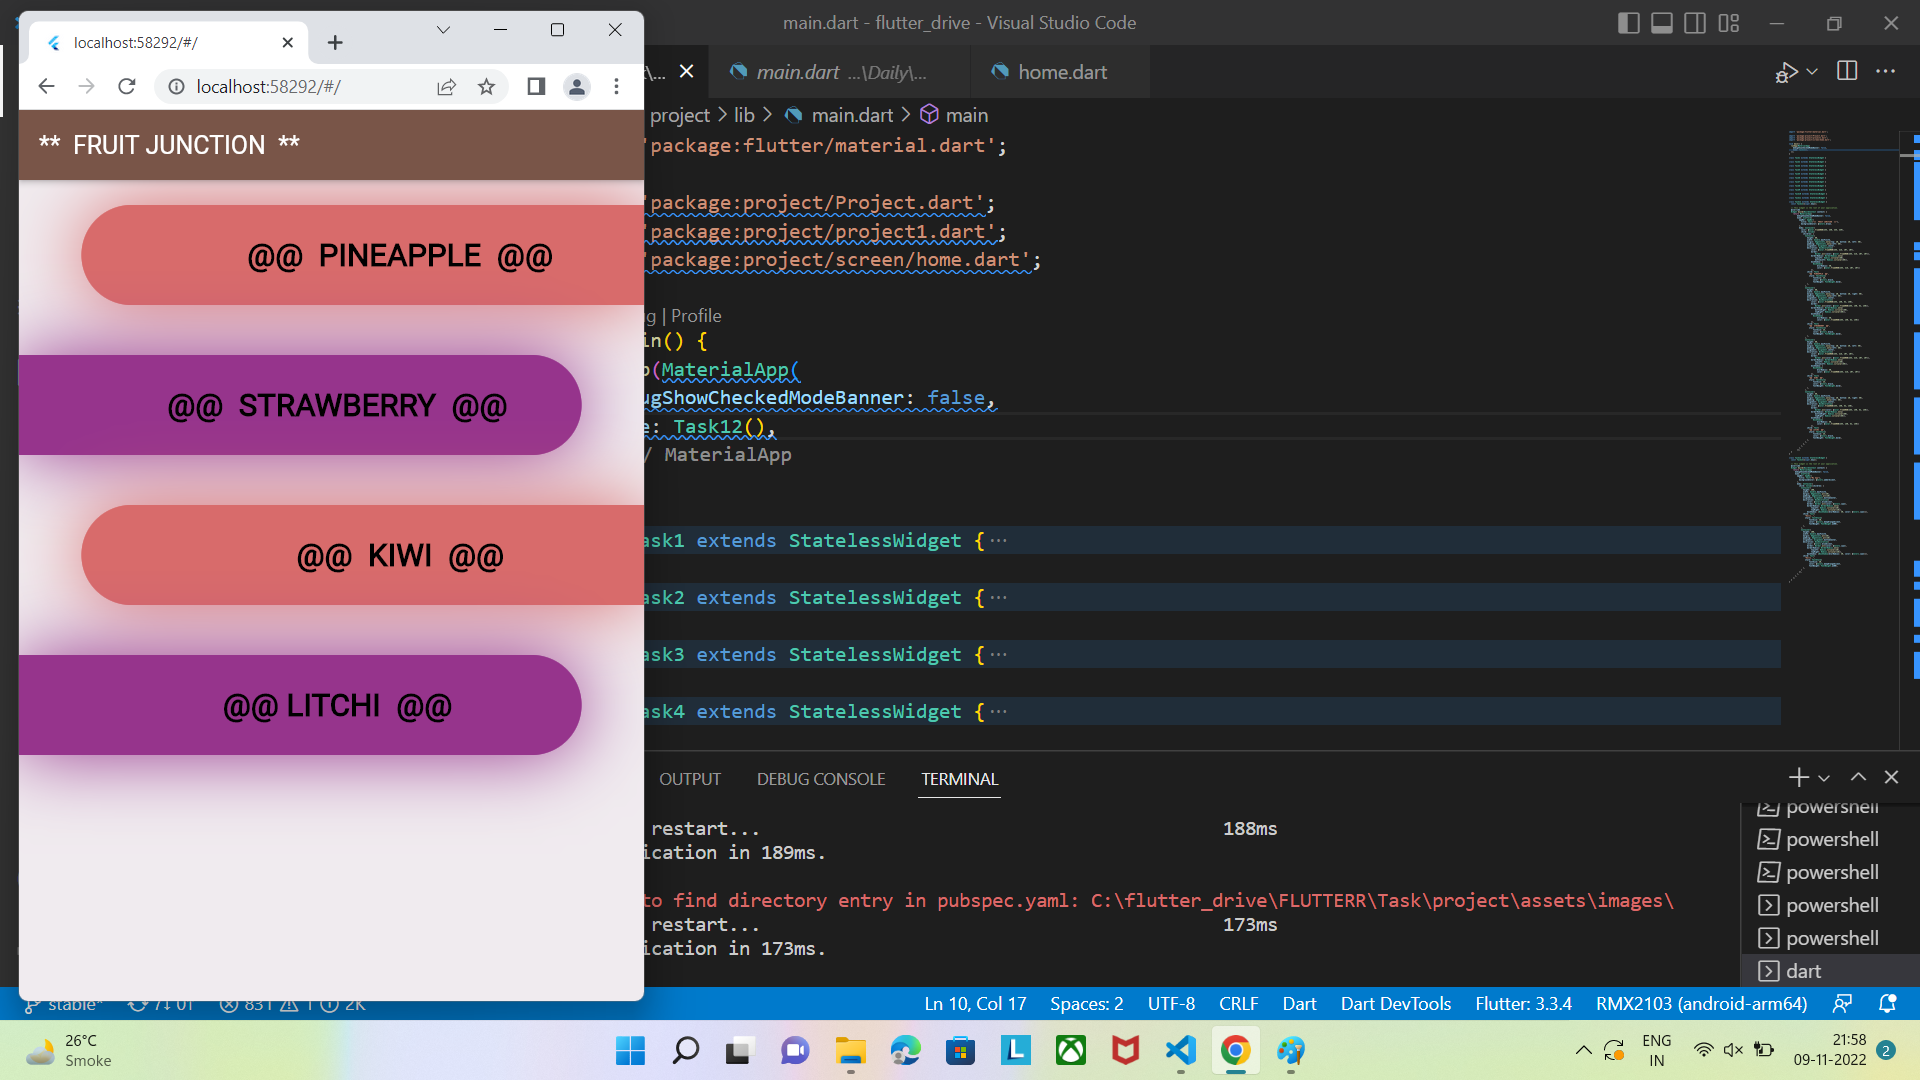 localhost:58292/#/
localhost:58292/#/
** FRUIT JUNCTION **
@@ PINEAPPLE @@
@@ STRAWBERRY @@
@@ KIWI @@
@@ LITCHI @@
main.dart - flutter_drive - Visual Studio Code
main.dart ...\Daily\...
home.dart
project > lib > main.dart > main
'package:flutter/material.dart';
'package:project/Project.dart';
'package:project/project1.dart';
'package:project/screen/home.dart';
| Profile
in() {
(MaterialApp(
ugShowCheckedModeBanner: false,
e: Task12(),
/ MaterialApp
ask1 extends StatelessWidget {...
ask2 extends StatelessWidget {...
ask3 extends StatelessWidget {...
ask4 extends StatelessWidget {...
OUTPUT
DEBUG CONSOLE
TERMINAL
restart... 188ms
ication in 189ms.
to find directory entry in pubspec.yaml: C:\flutter_drive\FLUTTERR\Task\project\assets\images\
restart... 173ms
ication in 173ms.
powershell
powershell
powershell
powershell
powershell
dart
stable*
831 1 2K
Ln 10, Col 17
Spaces: 2
UTF-8
CRLF
Dart
Dart DevTools
Flutter: 3.3.4
RMX2103 (android-arm64)
26°C
Smoke
ENG
IN
21:58
09-11-2022
2